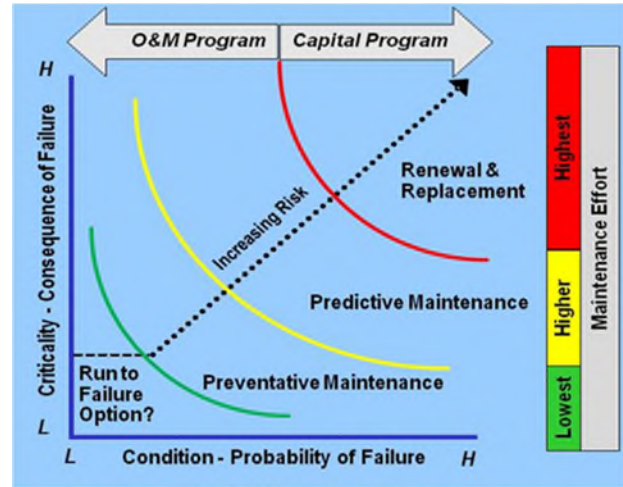 O&M Program
Capital Program
H
Criticality - Consequence of Failure
L
Increasing Risk
Renewal &
Replacement
Predictive Maintenance
Preventative Maintenance
Run to
Failure
Option?
L
Condition - Probability of Failure
H
Highest
Higher
Lowest
Maintenance Effort